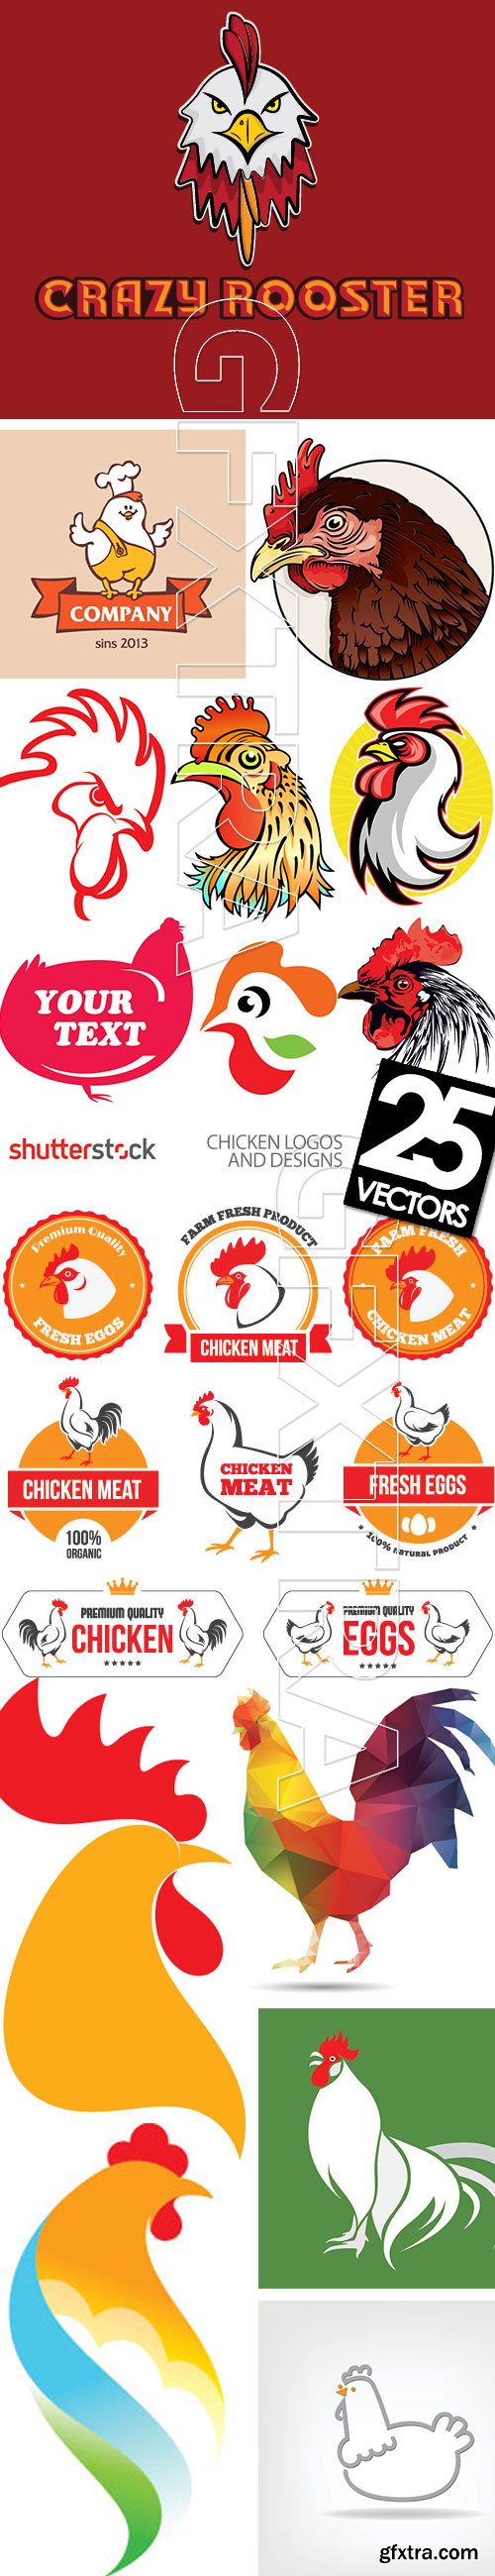 CRAZY ROOSTER
GFXTRA
COMPANY
sins 2013
YOUR
TEXT
shutterstock
CHICKEN LOGOS
AND DESIGNS
25
VECTORS
Premium Quality
FRESH EGGS
FARM FRESH PRODUCT
CHICKEN MEAT
FARM FRESH
CHICKEN MEAT
GFXTRA
CHICKEN MEAT
100%
ORGANIC
CHICKEN
MEAT
FRESH EGGS
100% NATURAL PRODUCT
PREMIUM QUALITY
CHICKEN
PREMIUM QUALITY
EGGS
gfxtra.com